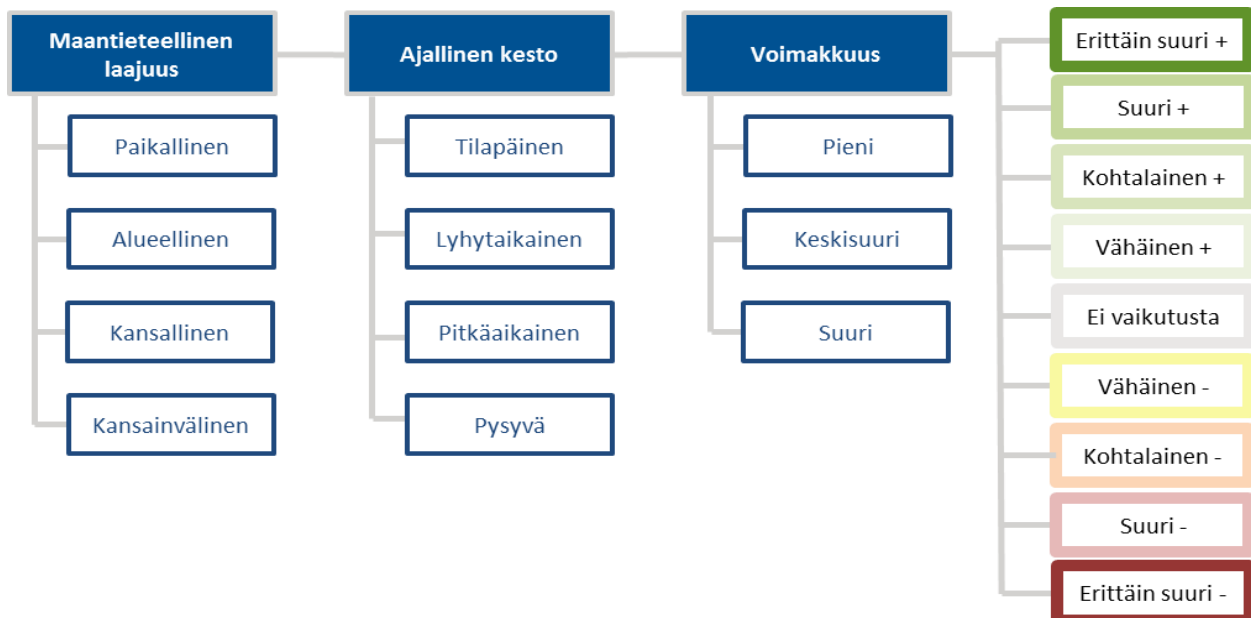 Maantieteellinen
laajuus
Paikallinen
Alueellinen
Kansallinen
Kansainvälinen
Ajallinen kesto
Tilapäinen
Lyhytaikainen
Pitkäaikainen
Pysyvä
Voimakkuus
Pieni
Keskisuuri
Suuri
Erittäin suuri +
Suuri +
Kohtalainen +
Vähäinen +
Ei vaikutusta
Vähäinen -
Kohtalainen -
Suuri -
Erittäin suuri -